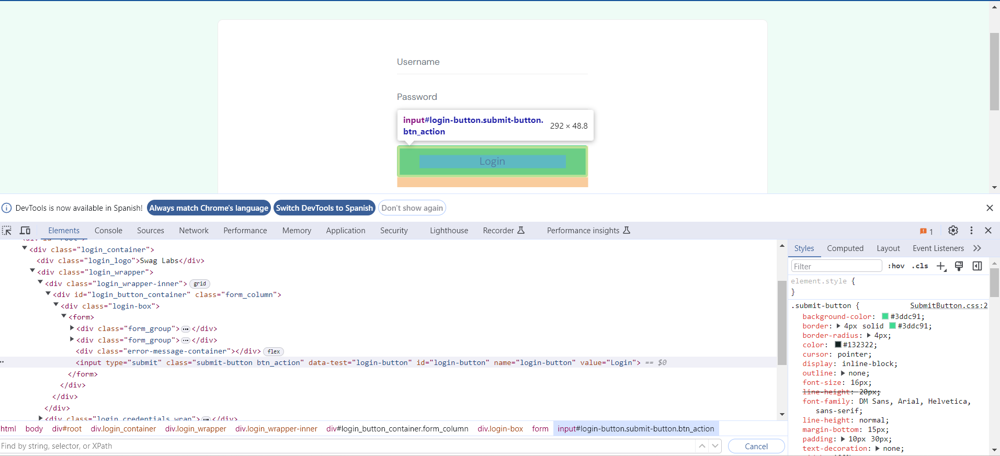 Username
Password
input#login-button.submit-button.
btn_action
292 × 48.8
Login
DevTools is now available in Spanish! Always match Chrome's language Switch DevTools to Spanish Don't show again
Elements Console Sources Network Performance Memory Application Security Lighthouse Recorder Performance insights 1
<div class="login_container">
<div class="login_logo">Swag Labs</div>
<div class="login_wrapper">
<div class="login_wrapper-inner"> grid
<div id="login_button_container" class="form_column">
<div class="login-box">
<form>
<div class="form_group">…</div>
<div class="form_group">…</div>
<div class="error-message-container"></div> flex
<input type="submit" class="submit-button btn_action" data-test="login-button" id="login-button" name="login-button" value="Login"> == $0
</form>
</div>
</div>
</div>
<div class="login_credentials_wrap">…</div>
html body div#root div.login_container div.login_wrapper div.login_wrapper-inner div#login_button_container.form_column div.login-box form input#login-button.submit-button.btn_action
Find by string, selector, or XPath
Cancel
Styles Computed Layout Event Listeners
Filter
:hov .cls
element.style {
}
.submit-button { SubmitButton.css:2
background-color: #3ddc91;
border: 4px solid #3ddc91;
border-radius: 4px;
color: #132322;
cursor: pointer;
display: inline-block;
outline: none;
font-size: 16px;
line-height: 20px;
font-family: DM Sans, Arial, Helvetica,
sans-serif;
line-height: normal;
margin-bottom: 15px;
padding: 10px 30px;
text-decoration: none;